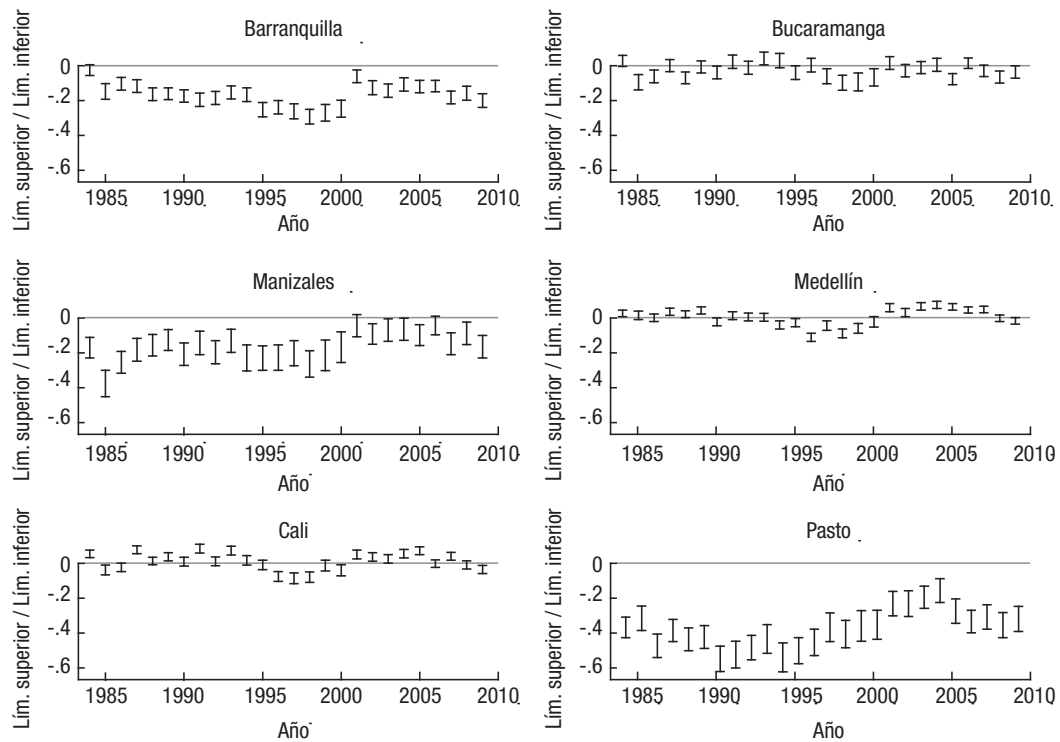 Barranquilla
Lím. superior / Lím. inferior
0
-.2
-.4
-.6
1985 1990 1995 2000 2005 2010
Año
Bucaramanga
Lím. superior / Lím. inferior
0
-.2
-.4
-.6
1985 1990 1995 2000 2005 2010
Año
Manizales
Lím. superior / Lím. inferior
0
-.2
-.4
-.6
1985 1990 1995 2000 2005 2010
Año
Medellín
Lím. superior / Lím. inferior
0
-.2
-.4
-.6
1985 1990 1995 2000 2005 2010
Año
Cali
Lím. superior / Lím. inferior
0
-.2
-.4
-.6
1985 1990 1995 2000 2005 2010
Año
Pasto
Lím. superior / Lím. inferior
0
-.2
-.4
-.6
1985 1990 1995 2000 2005 2010
Año